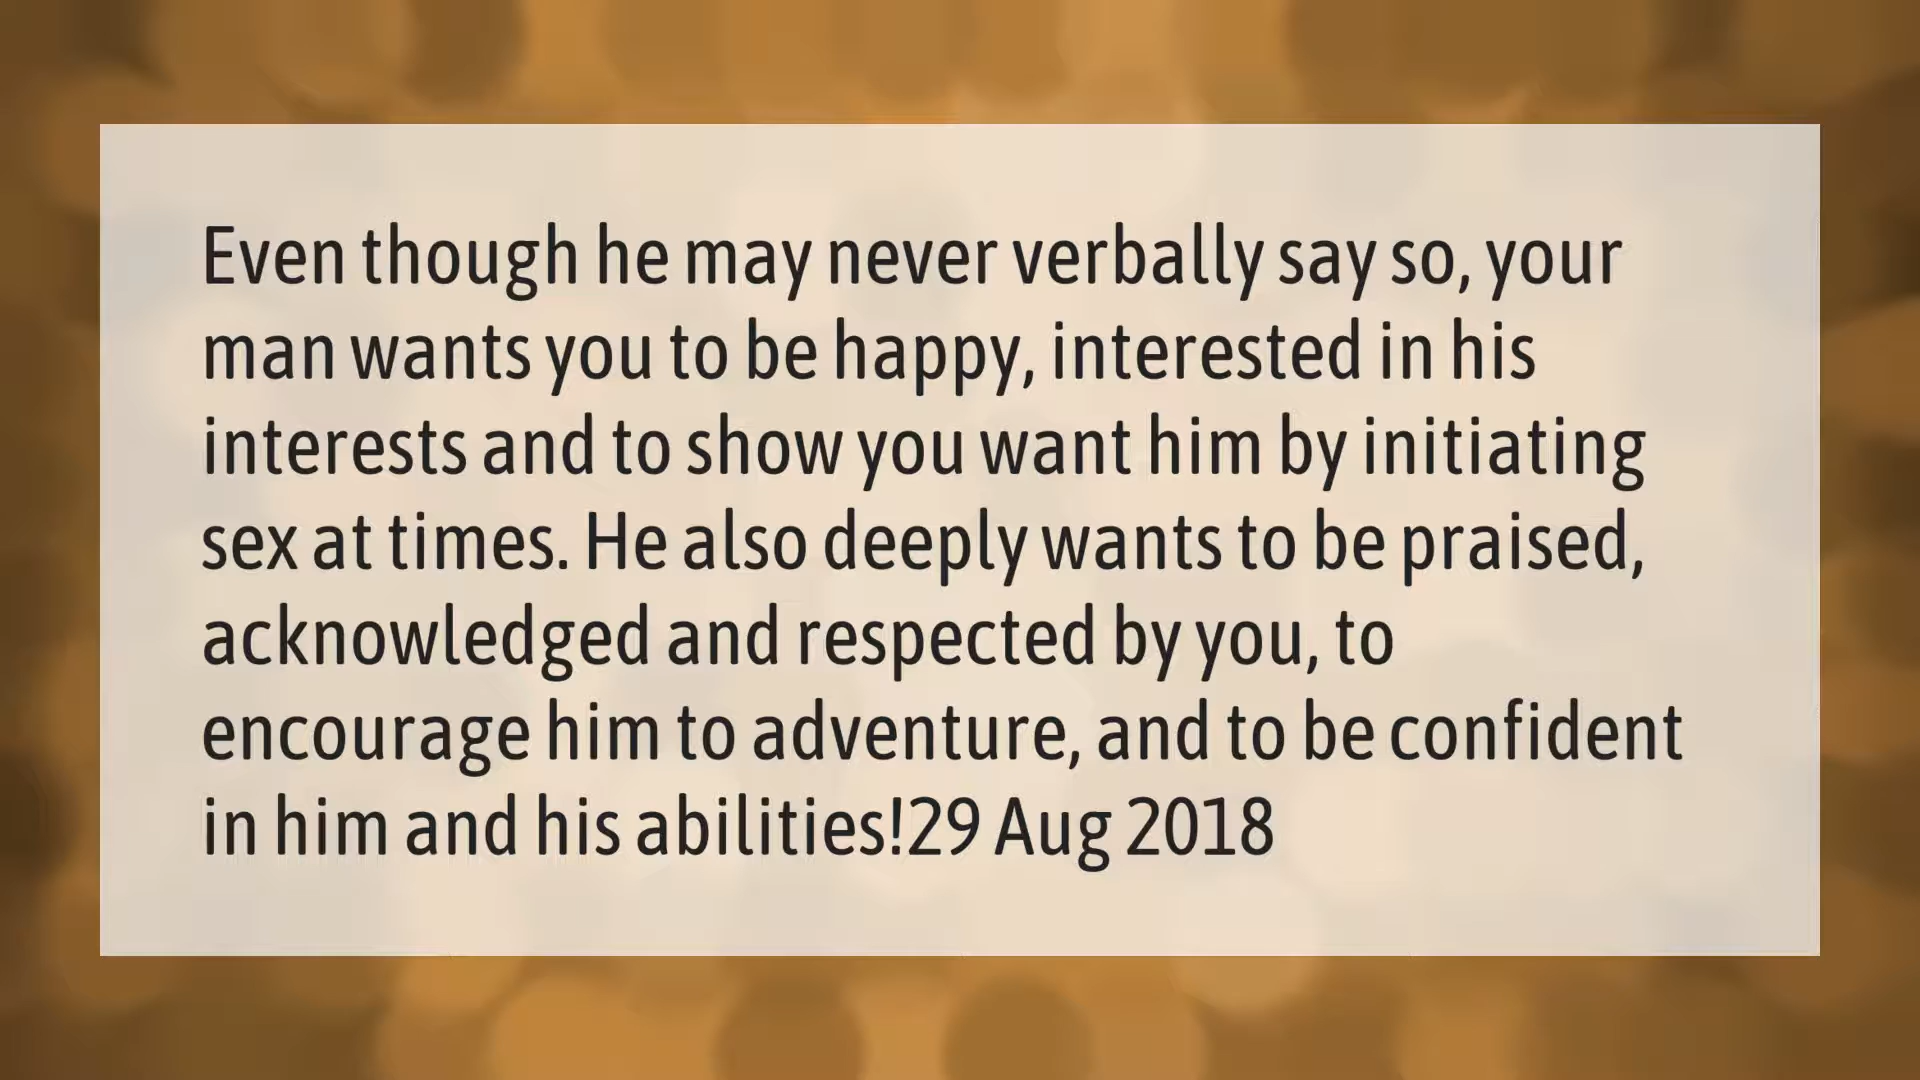 Even though he may never verbally say so, your
man wants you to be happy, interested in his
interests and to show you want him by initiating
sex at times. He also deeply wants to be praised,
acknowledged and respected by you, to
encourage him to adventure, and to be confident
in him and his abilities!29 Aug 2018